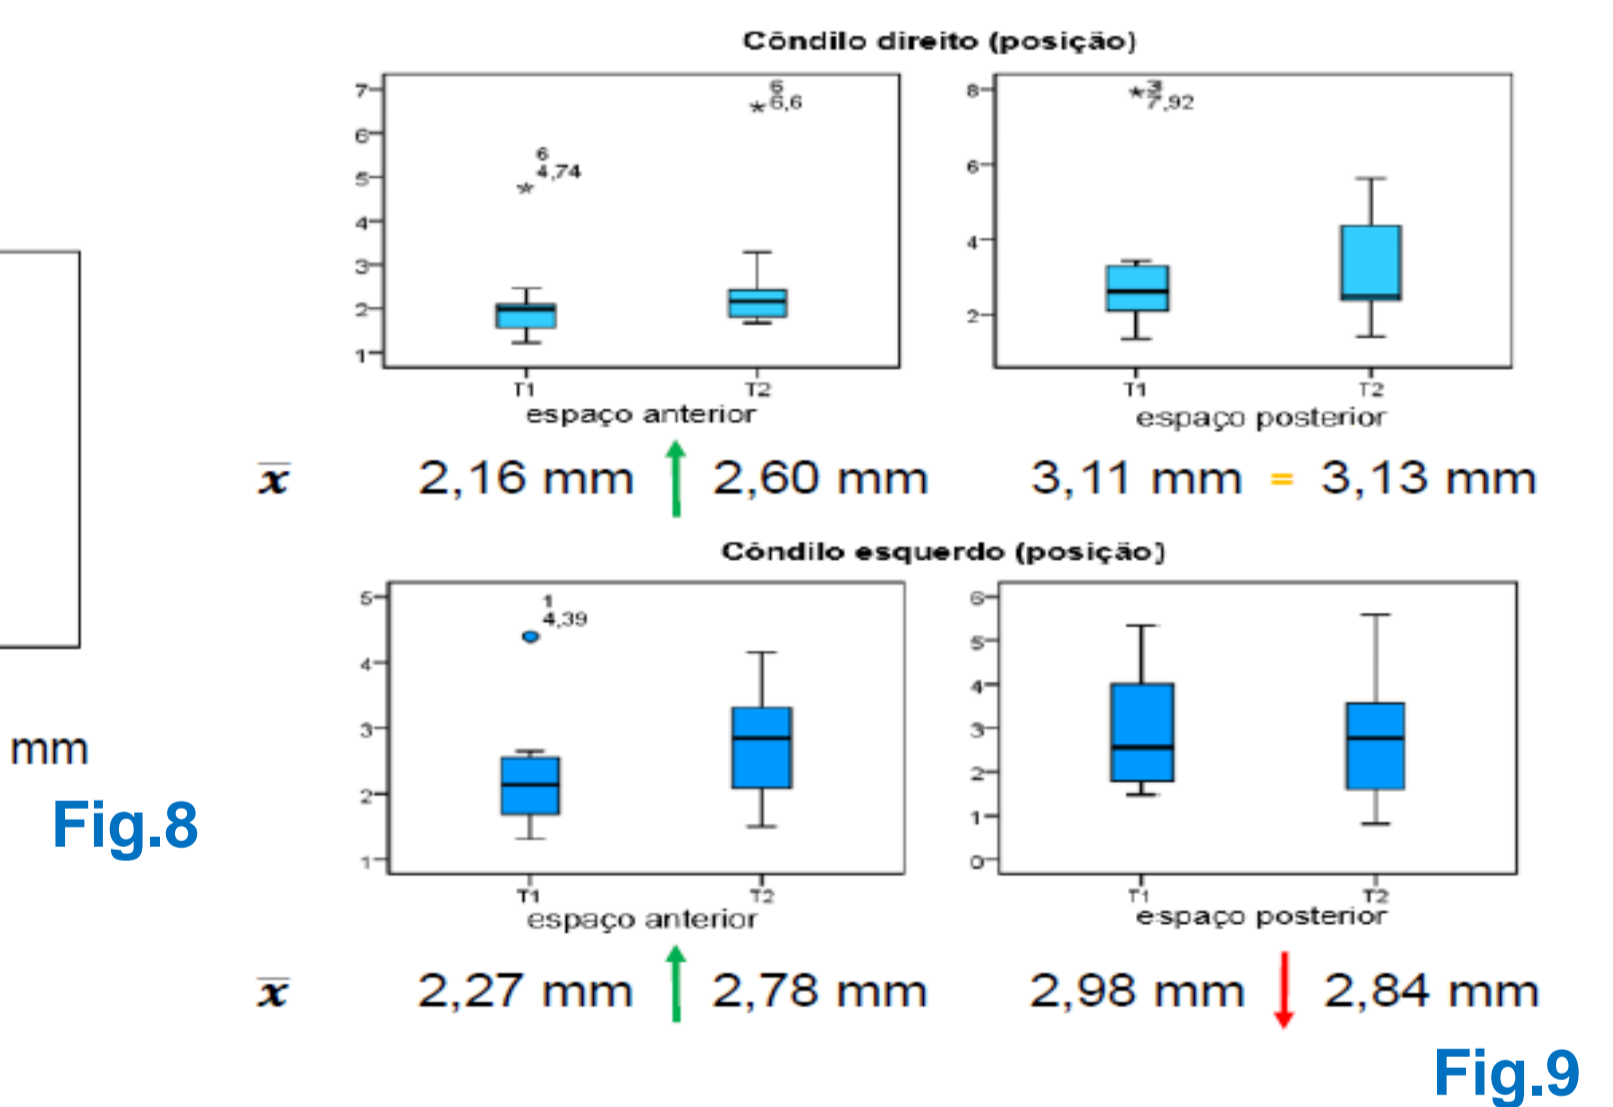 Côndilo direito (posição)
7
6
5
4
3
2
1
6
4,74
6
6,6
T1
T2
espaço anterior
8
6
4
2
3
7,92
T1
T2
espaço posterior
x 2,16 mm 2,60 mm 3,11 mm = 3,13 mm
Côndilo esquerdo (posição)
5
4
3
2
1
1
4,39
T1
T2
espaço anterior
6
5
4
3
2
1
0
T1
T2
espaço posterior
x 2,27 mm 2,78 mm 2,98 mm 2,84 mm
mm
Fig.8
Fig.9